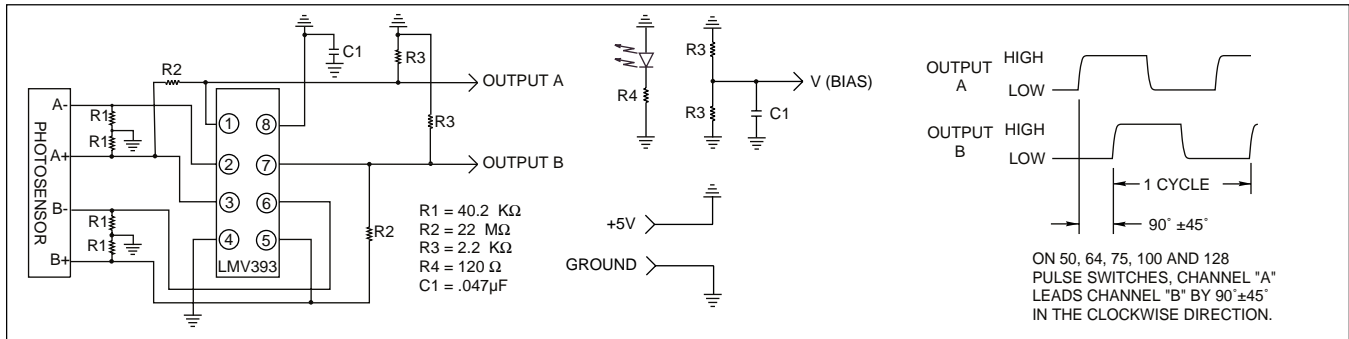 R2
C1
R3
OUTPUT A
PHOTOSENSOR
A-
R1
R1
A+
B-
R1
R1
B+
1
8
2
7
3
6
4
5
LMV393
R3
OUTPUT B
R2
R1 = 40.2 KΩ
R2 = 22 MΩ
R3 = 2.2 KΩ
R4 = 120 Ω
C1 = .047µF
R4
R3
R3
V (BIAS)
C1
+5V
GROUND
OUTPUT A
HIGH
LOW
OUTPUT B
HIGH
LOW
1 CYCLE
90° ±45°
ON 50, 64, 75, 100 AND 128
PULSE SWITCHES, CHANNEL "A"
LEADS CHANNEL "B" BY 90°±45°
IN THE CLOCKWISE DIRECTION.